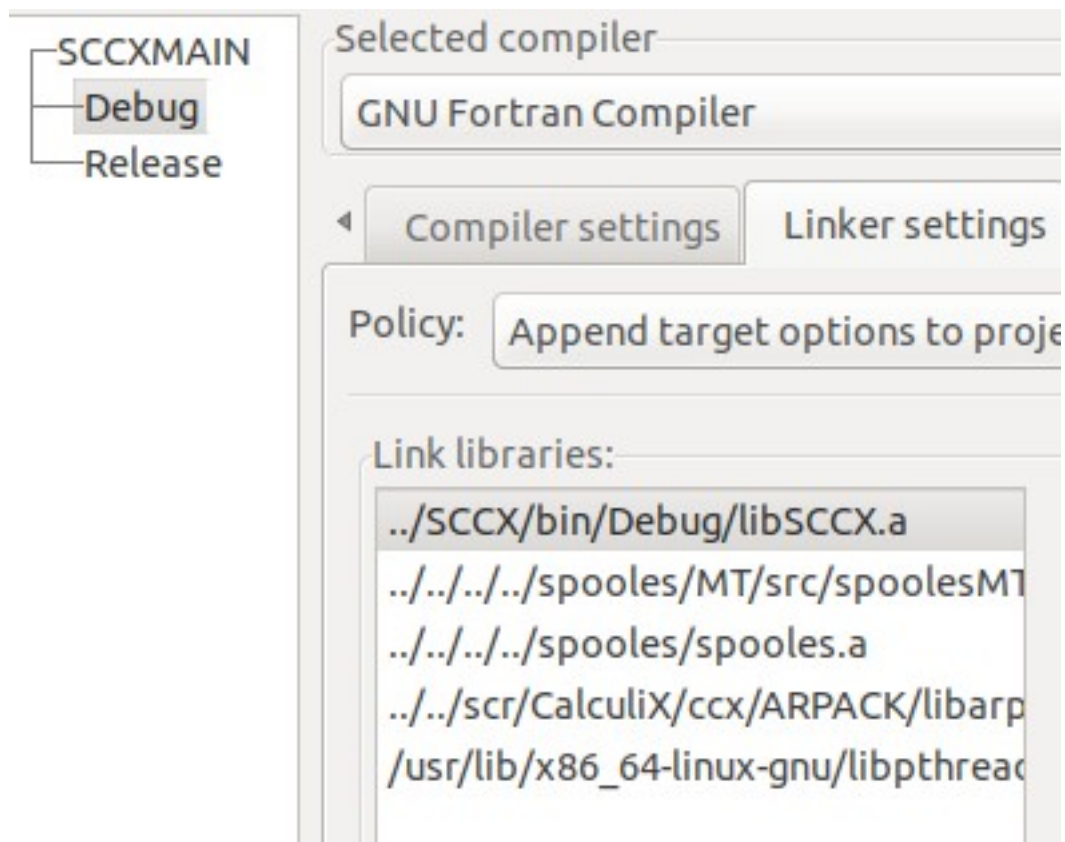 SCCXMAIN
Debug
Release
Selected compiler
GNU Fortran Compiler
Compiler settings
Linker settings
Policy:
Append target options to proje
Link libraries:
../SCCX/bin/Debug/libSCCX.a
../../../../spooles/MT/src/spoolesMT
../../../../spooles/spooles.a
../../scr/CalculiX/ccx/ARPACK/libarp
/usr/lib/x86_64-linux-gnu/libpthread